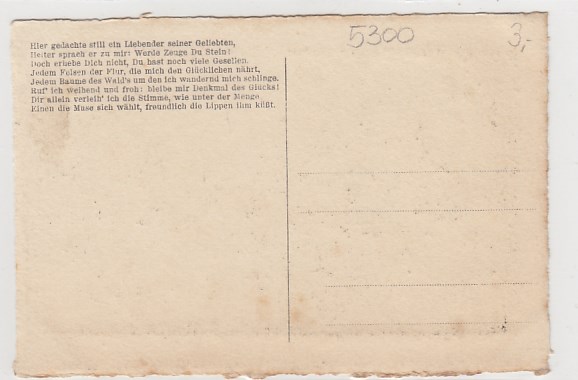 5300
3,-
Hier gedachte still ein Liebender seiner Geliebten,
Heiter sprach er zu mir: Werde Zeuge Du Stein!
Doch erhebe Dich nicht, Du hast noch viele Gesellen.
Jedem Felsen der Flur, die mich den Glücklichen nährt,
Jedem Baume des Wald's um den ich wandernd mich schlinge.
Ruf' ich weihend und froh: bleibe mir Denkmal des Glücks!
Dir allein verleih' ich die Stimme, wie unter der Menge
Einen die Muse sich wählt, freundlich die Lippen ihm küßt.